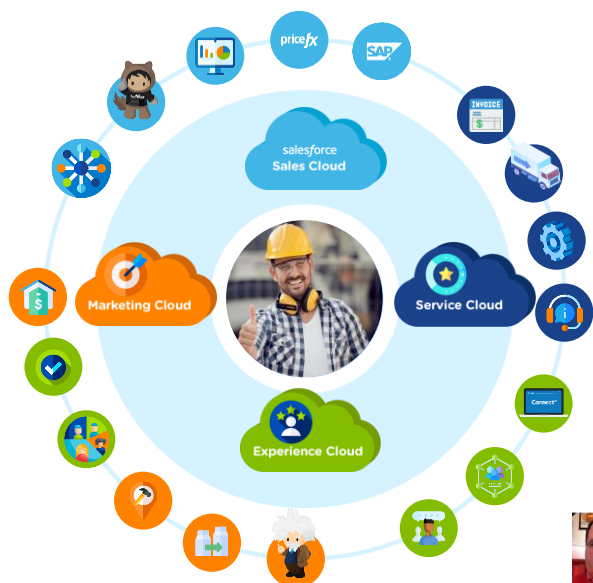 pricefx
SAP
INVOICE
$
salesforce
Sales Cloud
Marketing Cloud
Service Cloud
$
i
Connect+
Experience Cloud